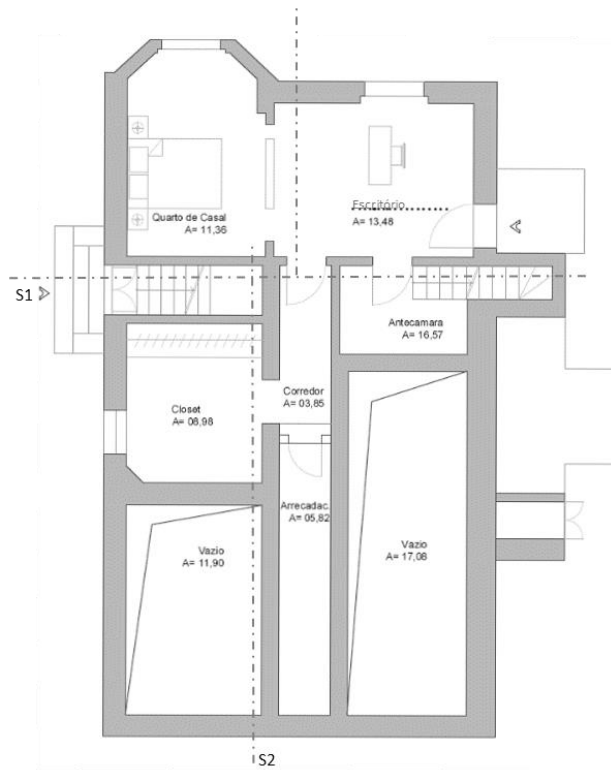 Escritório
A= 13,48
Quarto de Casal
A= 11,36
S1
Antecamara
A= 16,57
Corredor
A= 03,85
Closet
A= 08,98
Arrecadac.
A= 05,82
Vazio
A= 17,08
Vazio
A= 11,90
S2